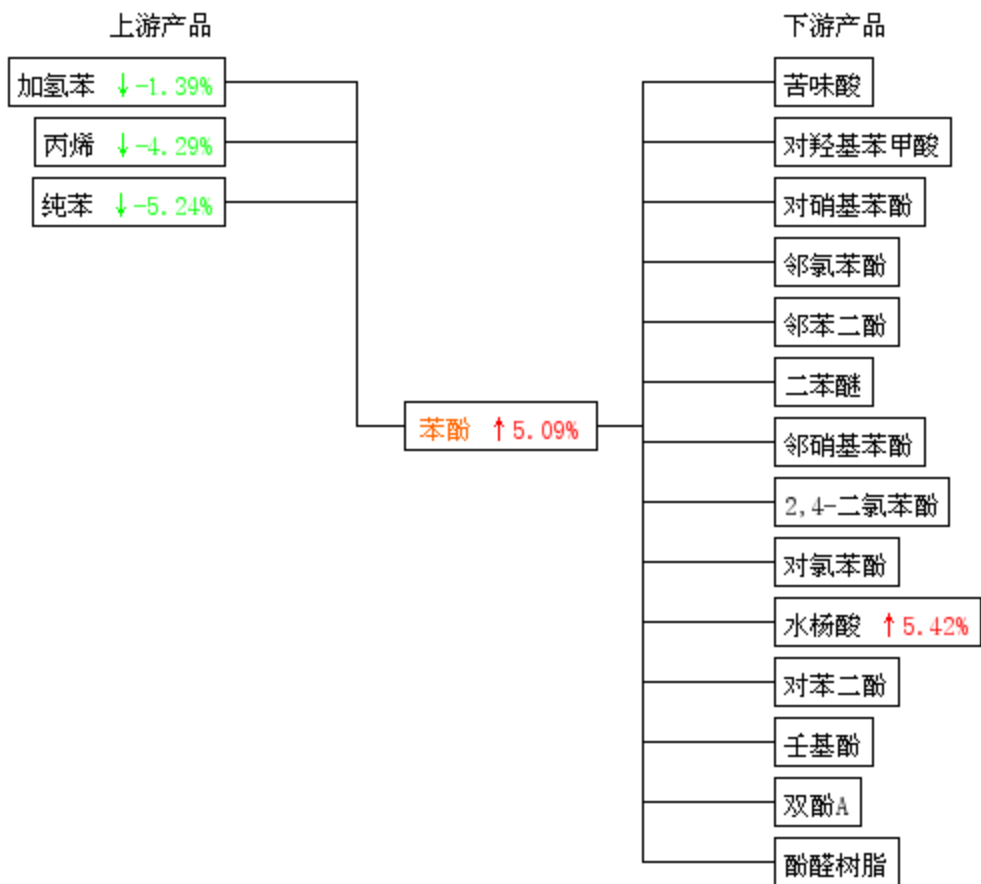 上游产品
下游产品
加氢苯 ↓-1.39%
丙烯 ↓-4.29%
纯苯 ↓-5.24%
苯酚 ↑5.09%
苦味酸
对羟基苯甲酸
对硝基苯酚
邻氯苯酚
邻苯二酚
二苯醚
邻硝基苯酚
2,4-二氯苯酚
对氯苯酚
水杨酸 ↑5.42%
对苯二酚
壬基酚
双酚A
酚醛树脂